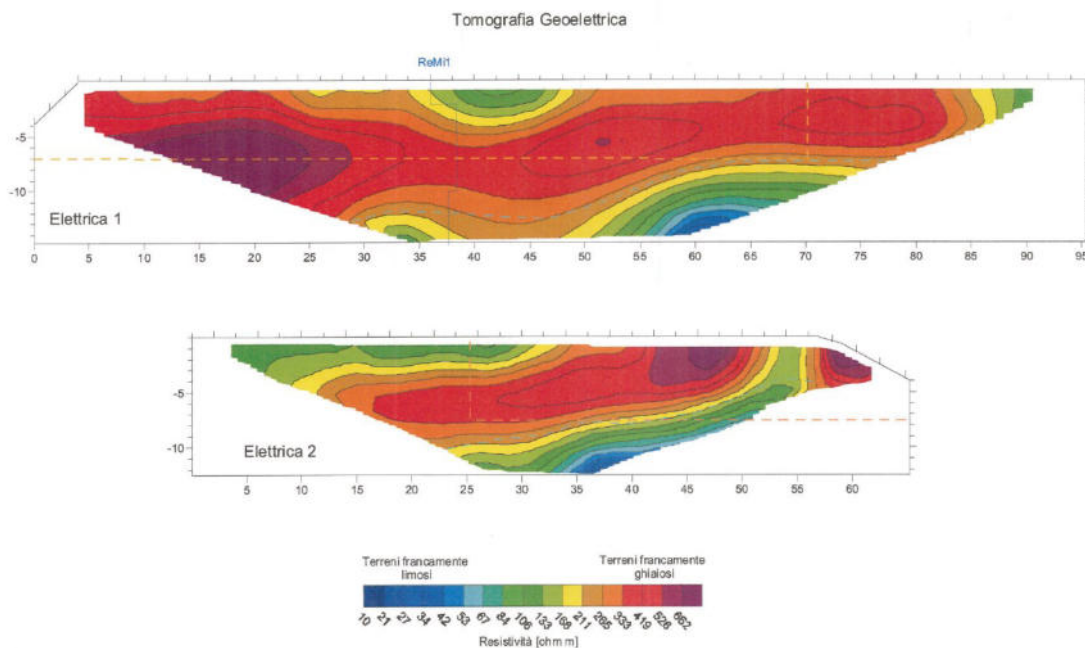 Tomografia Geoelettrica
ReMi1
-5
-10
Elettrica 1
0 5 10 15 20 25 30 35 40 45 50 55 60 65 70 75 80 85 90 95
-5
-10
Elettrica 2
5 10 15 20 25 30 35 40 45 50 55 60
Terreni francamente limosi
Terreni francamente ghiaiosi
10 21 27 34 42 53 67 84 106 133 168 211 265 333 419 526 662
Resistività [ohm m]